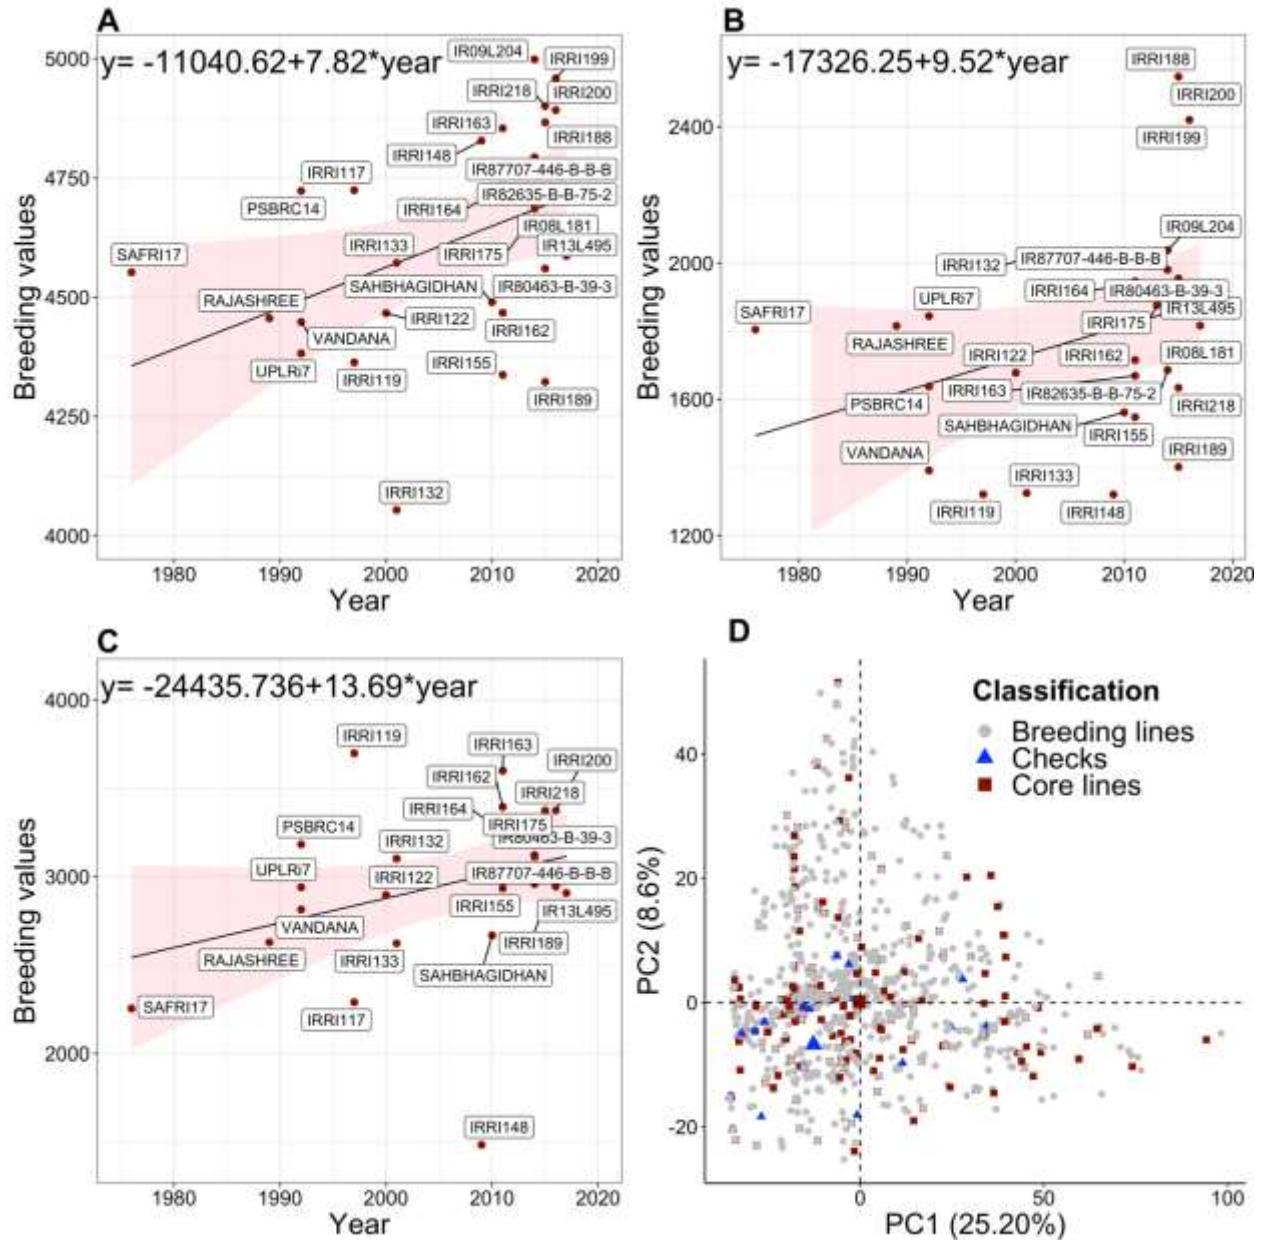 A
y= -11040.62+7.82*year
IR09L204
IRRI199
IRRI218
IRRI200
IRRI163
IRRI188
IRRI148
IRRI117
IR87707-446-B-B-B
PSBRC14
IRRI164
IR82635-B-B-75-2
IR08L181
IRRI133
IRRI175
IR13L495
SAFRI17
SAHBHAGIDHAN
IR80463-B-39-3
RAJASHREE
IRRI122
IRRI162
VANDANA
UPLRi7
IRRI119
IRRI155
IRRI189
IRRI132
5000
4750
4500
4250
4000
Breeding values
1980
1990
2000
2010
2020
Year
B
y= -17326.25+9.52*year
IRRI188
IRRI200
IRRI199
IR09L204
IRRI132
IR87707-446-B-B-B
IRRI164
IR80463-B-39-3
UPLRi7
SAFRI17
IR13L495
IRRI175
RAJASHREE
IRRI122
IRRI162
IR08L181
PSBRC14
IRRI163
IR82635-B-B-75-2
IRRI218
SAHBHAGIDHAN
IRRI155
VANDANA
IRRI189
IRRI133
IRRI119
IRRI148
2400
2000
1600
1200
Breeding values
1980
1990
2000
2010
2020
Year
C
y= -24435.736+13.69*year
IRRI119
IRRI163
IRRI200
IRRI162
IRRI218
IRRI164
IRRI175
PSBRC14
IRRI132
IR80463-B-39-3
UPLRi7
IRRI122
IR87707-446-B-B-B
IRRI155
IR13L495
VANDANA
RAJASHREE
IRRI133
IRRI189
SAHBHAGIDHAN
SAFRI17
IRRI117
IRRI148
4000
3000
2000
Breeding values
1980
1990
2000
2010
2020
Year
D
Classification
Breeding lines
Checks
Core lines
40
20
0
-20
PC2 (8.6%)
0
50
100
PC1 (25.20%)